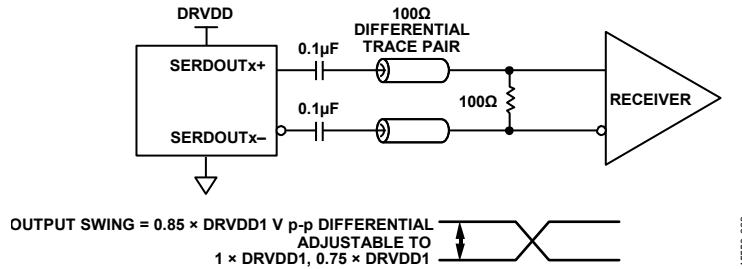 DRVDD
100Ω
DIFFERENTIAL
TRACE PAIR
0.1µF
SERDOUTx+
100Ω
RECEIVER
0.1µF
SERDOUTx–
OUTPUT SWING = 0.85 × DRVDD1 V p-p DIFFERENTIAL
ADJUSTABLE TO
1 × DRVDD1, 0.75 × DRVDD1